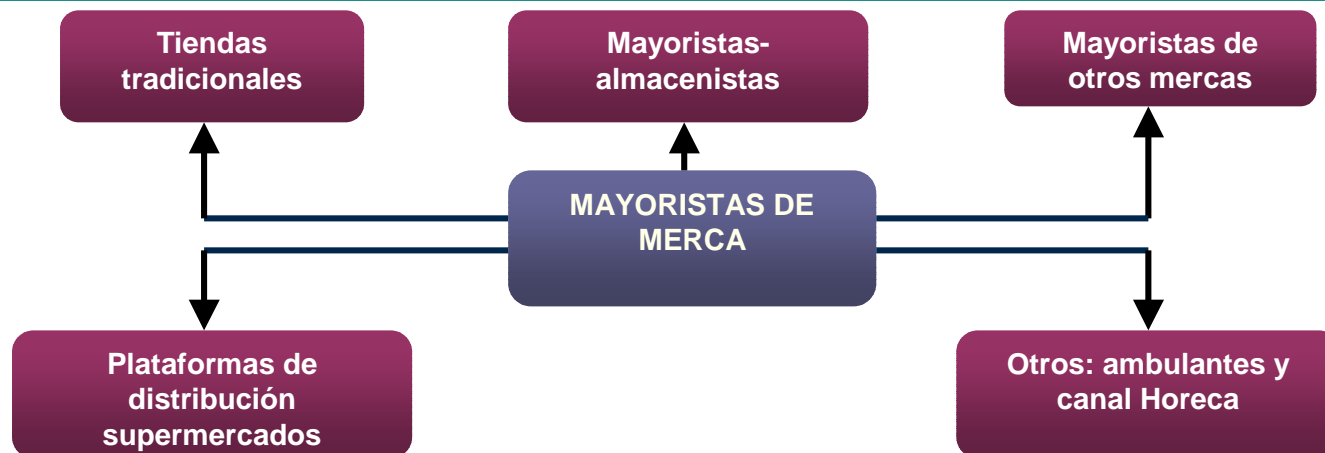 Tiendas
tradicionales
Mayoristas-
almacenistas
Mayoristas de
otros mercas
MAYORISTAS DE
MERCA
Plataformas de
distribución
supermercados
Otros: ambulantes y
canal Horeca